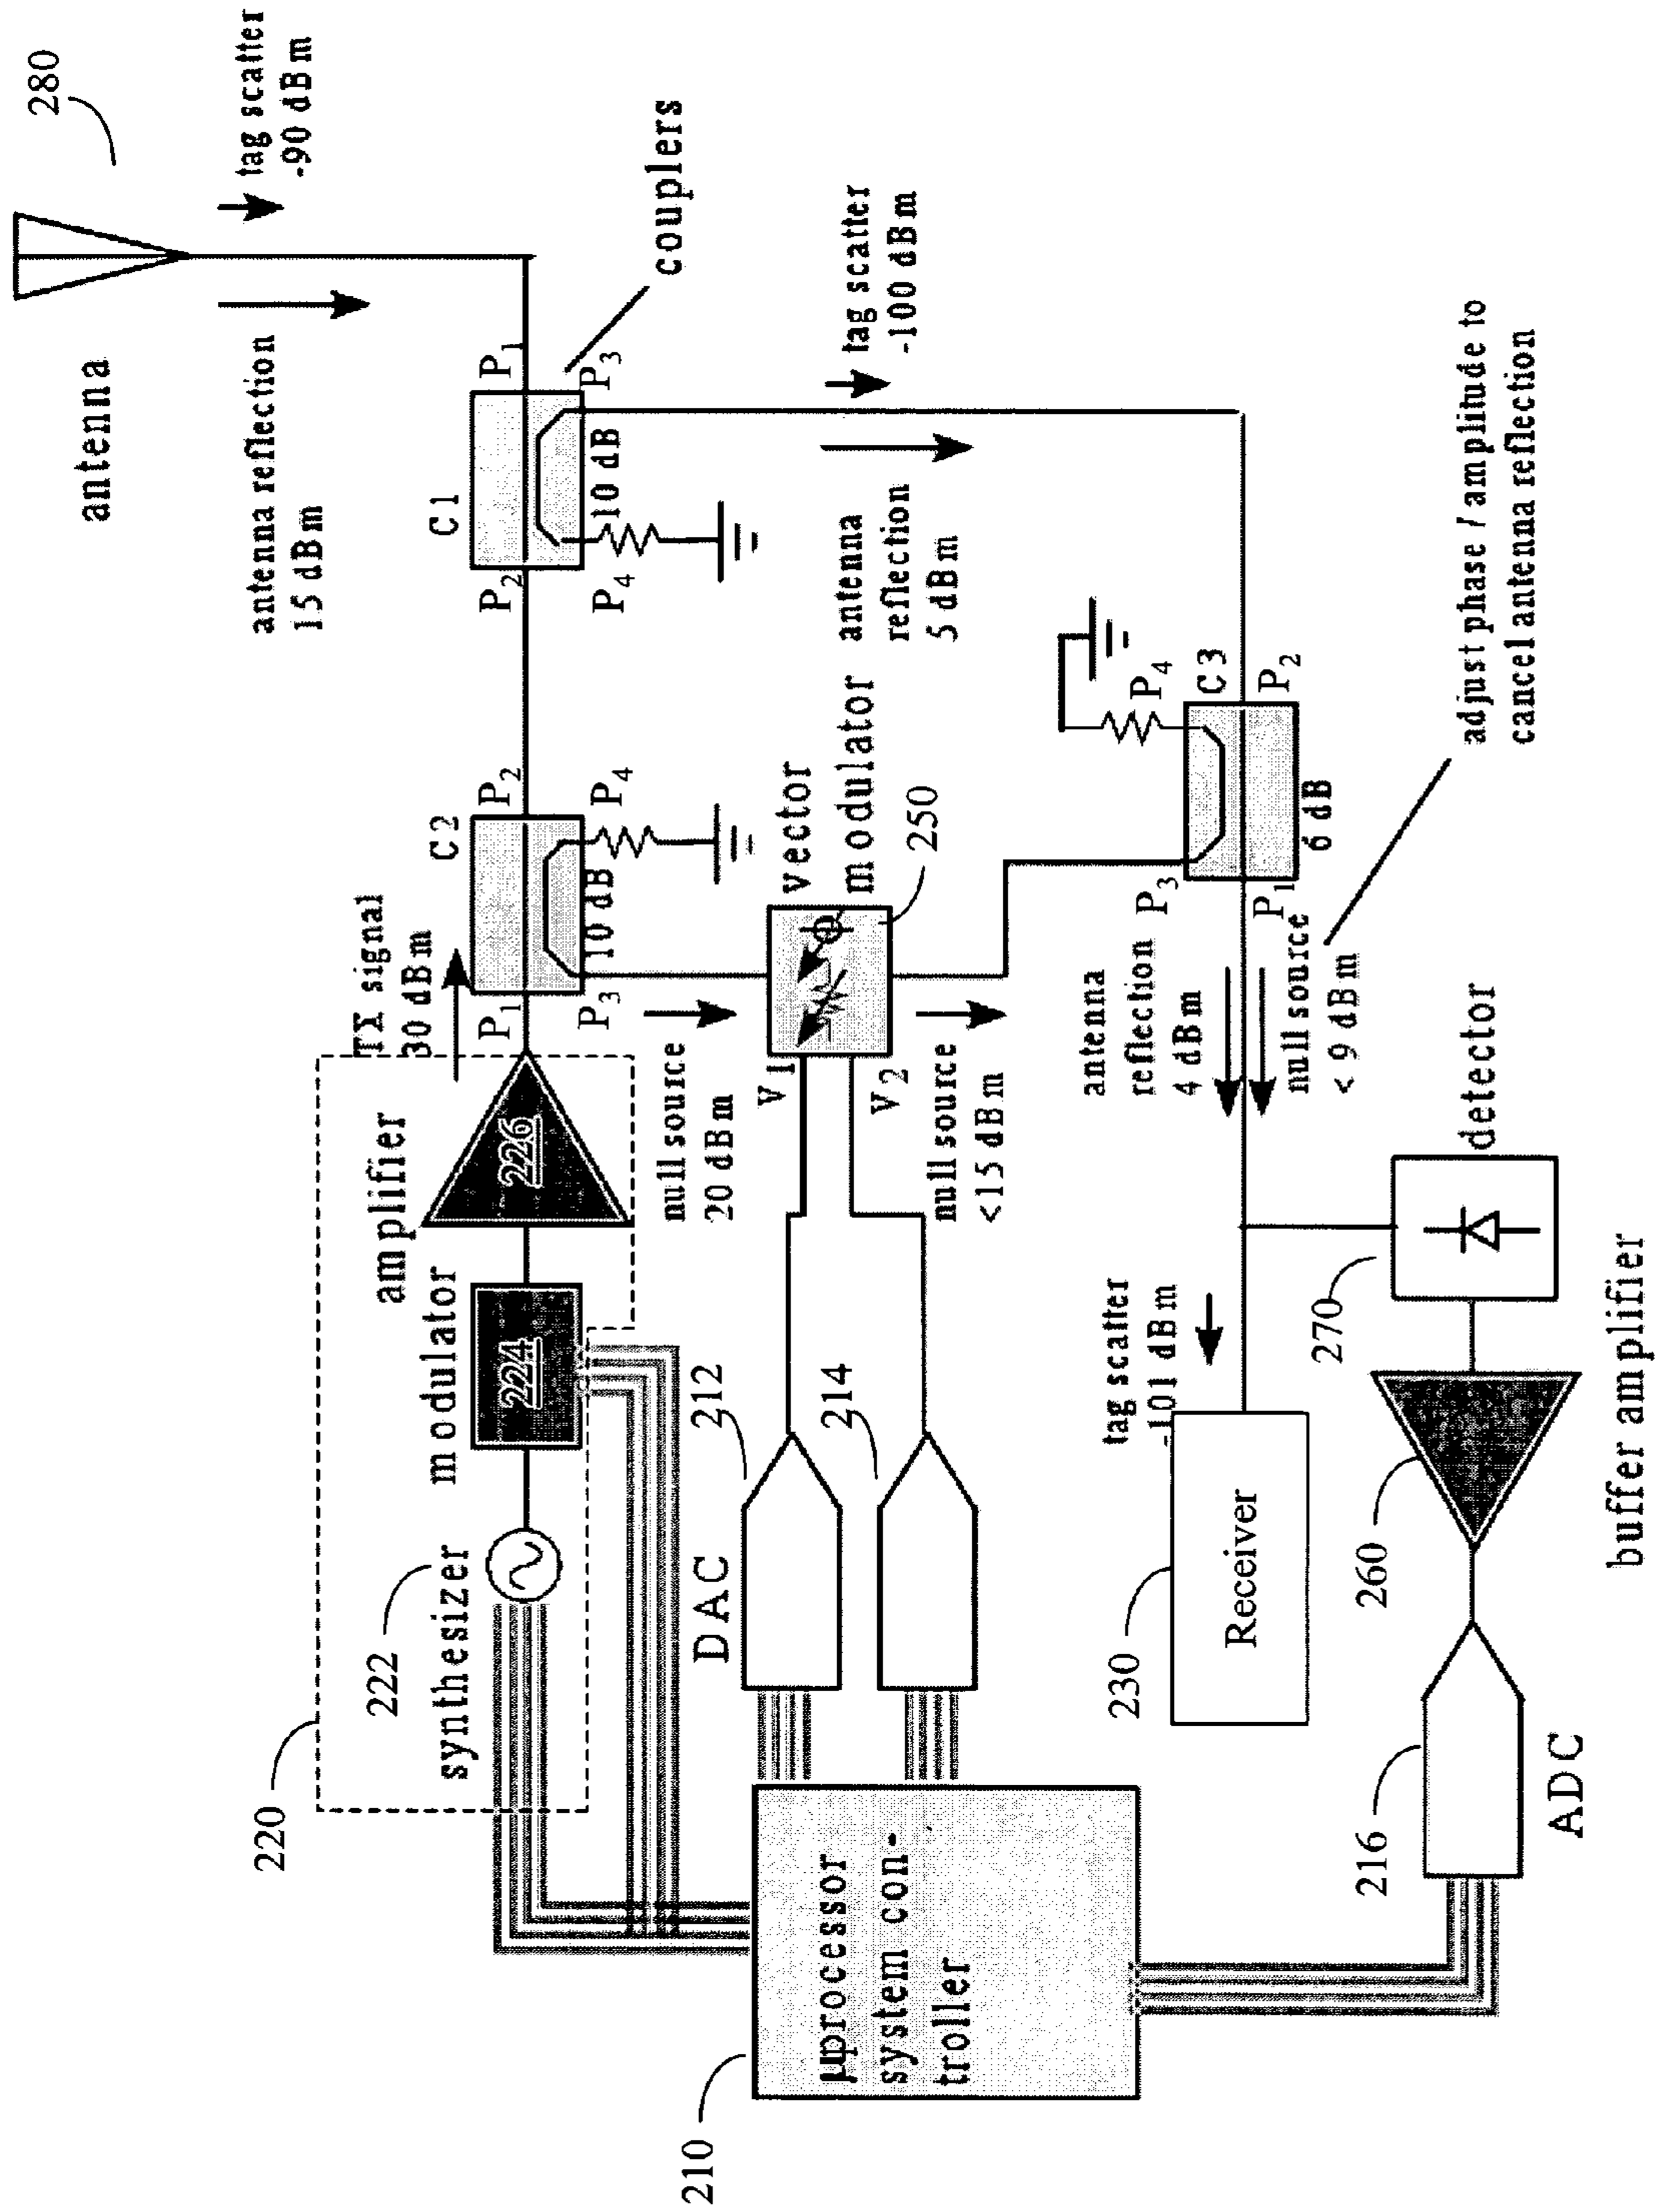 280
antenna
tag scatter
-90 dBm
antenna reflection
15 dBm
couplers
P1
P3
C1
10 dB
P2
P4
tag scatter
-100 dBm
antenna
reflection
5 dBm
C2
P2
P4
10 dB
P1
P3
TX signal
30 dBm
vector
modulator
250
V1
V2
null source
20 dBm
null source
<15 dBm
P4
C3
P2
6 dB
P3
P1
adjust phase / amplitude to
cancel antenna reflection
antenna
reflection
4 dBm
null source
< 9 dBm
amplifier
226
modulator
224
synthesizer
222
220
DAC
212
214
tag scatter
-101 dBm
Receiver
230
detector
270
buffer amplifier
260
ADC
216
µprocessor
system con-
troller
210